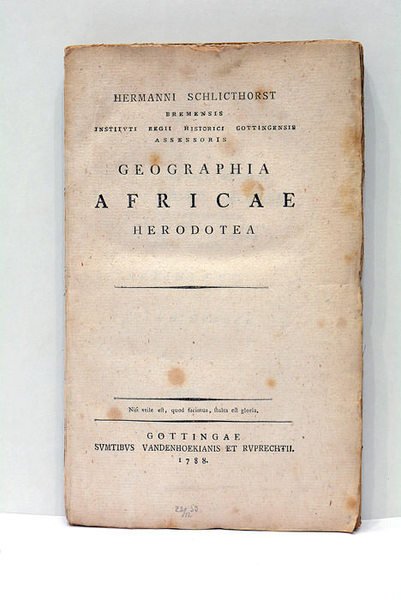 HERMANNI SCHLICTHORST
BREMENSIS
INSTITVTI REGII HISTORICI GOTTINGENSIS
ASSESSORIS
GEOGRAPHIA
AFRICAE
HERODOTEA
Nisi vtile est, quod facimus, stulta est gloria.
GOTTINGAE
SVMTIBVS VANDENHOEKIANIS ET RVPRECHTII.
1788.